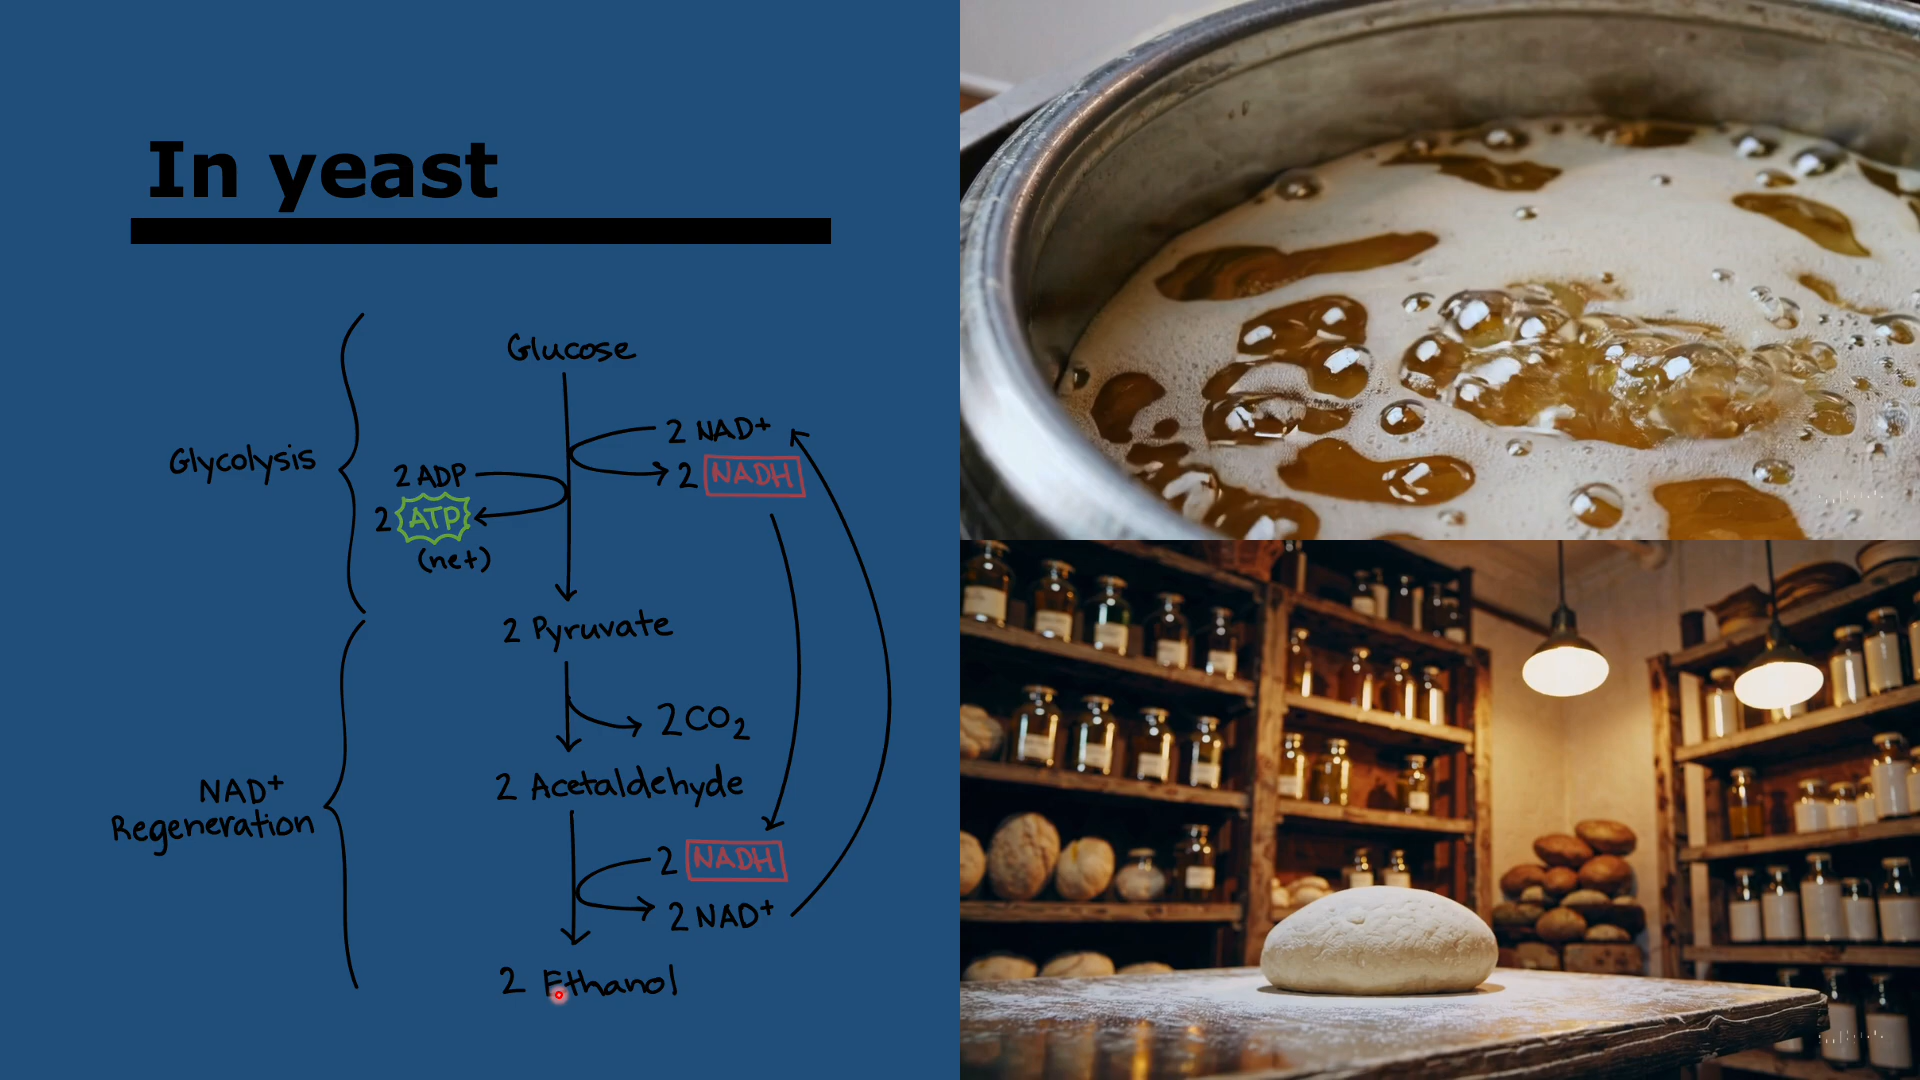 In yeast
Glucose
2 NAD+
Glycolysis
2 ADP
2 NADH
2 ATP
(net)
2 Pyruvate
2 CO2
NAD+
Regeneration
2 Acetaldehyde
2 NADH
2 NAD+
2 Ethanol